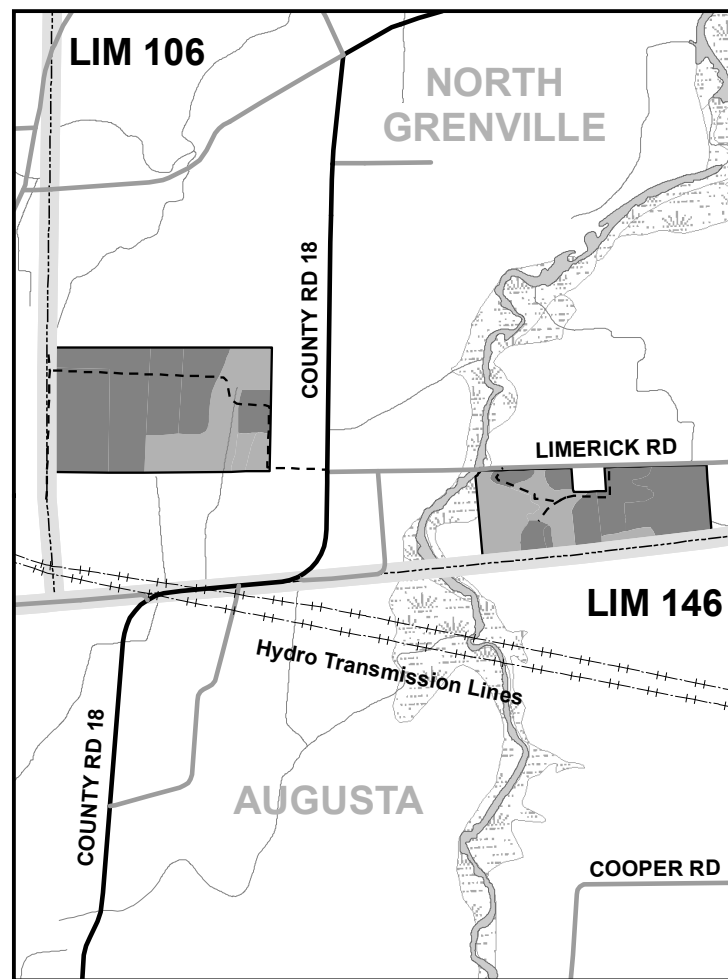 LIM 106
NORTH
GRENVILLE
COUNTY RD 18
LIMERICK RD
LIM 146
Hydro Transmission Lines
COUNTY RD 18
AUGUSTA
COOPER RD